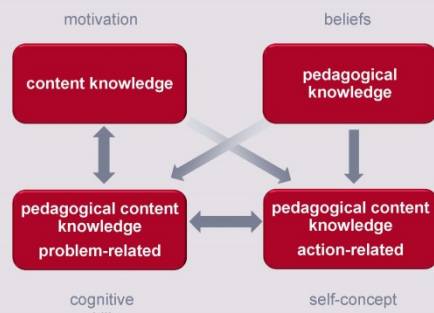 motivation
beliefs
content knowledge
pedagogical
knowledge
pedagogical content
knowledge
problem-related
pedagogical content
knowledge
action-related
cognitive
self-concept